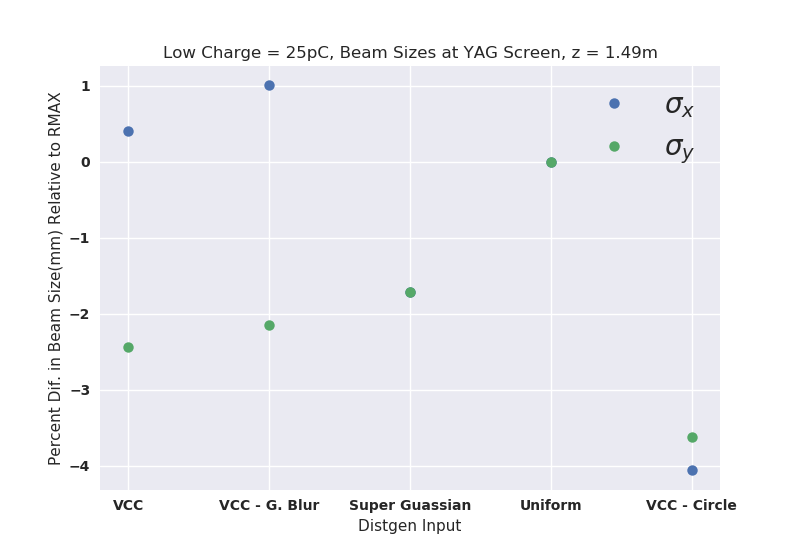 Low Charge = 25pC, Beam Sizes at YAG Screen, z = 1.49m
Percent Dif. in Beam Size(mm) Relative to RMAX
1
0
−1
−2
−3
−4
σx
σy
VCC
VCC - G. Blur
Super Guassian
Uniform
VCC - Circle
Distgen Input